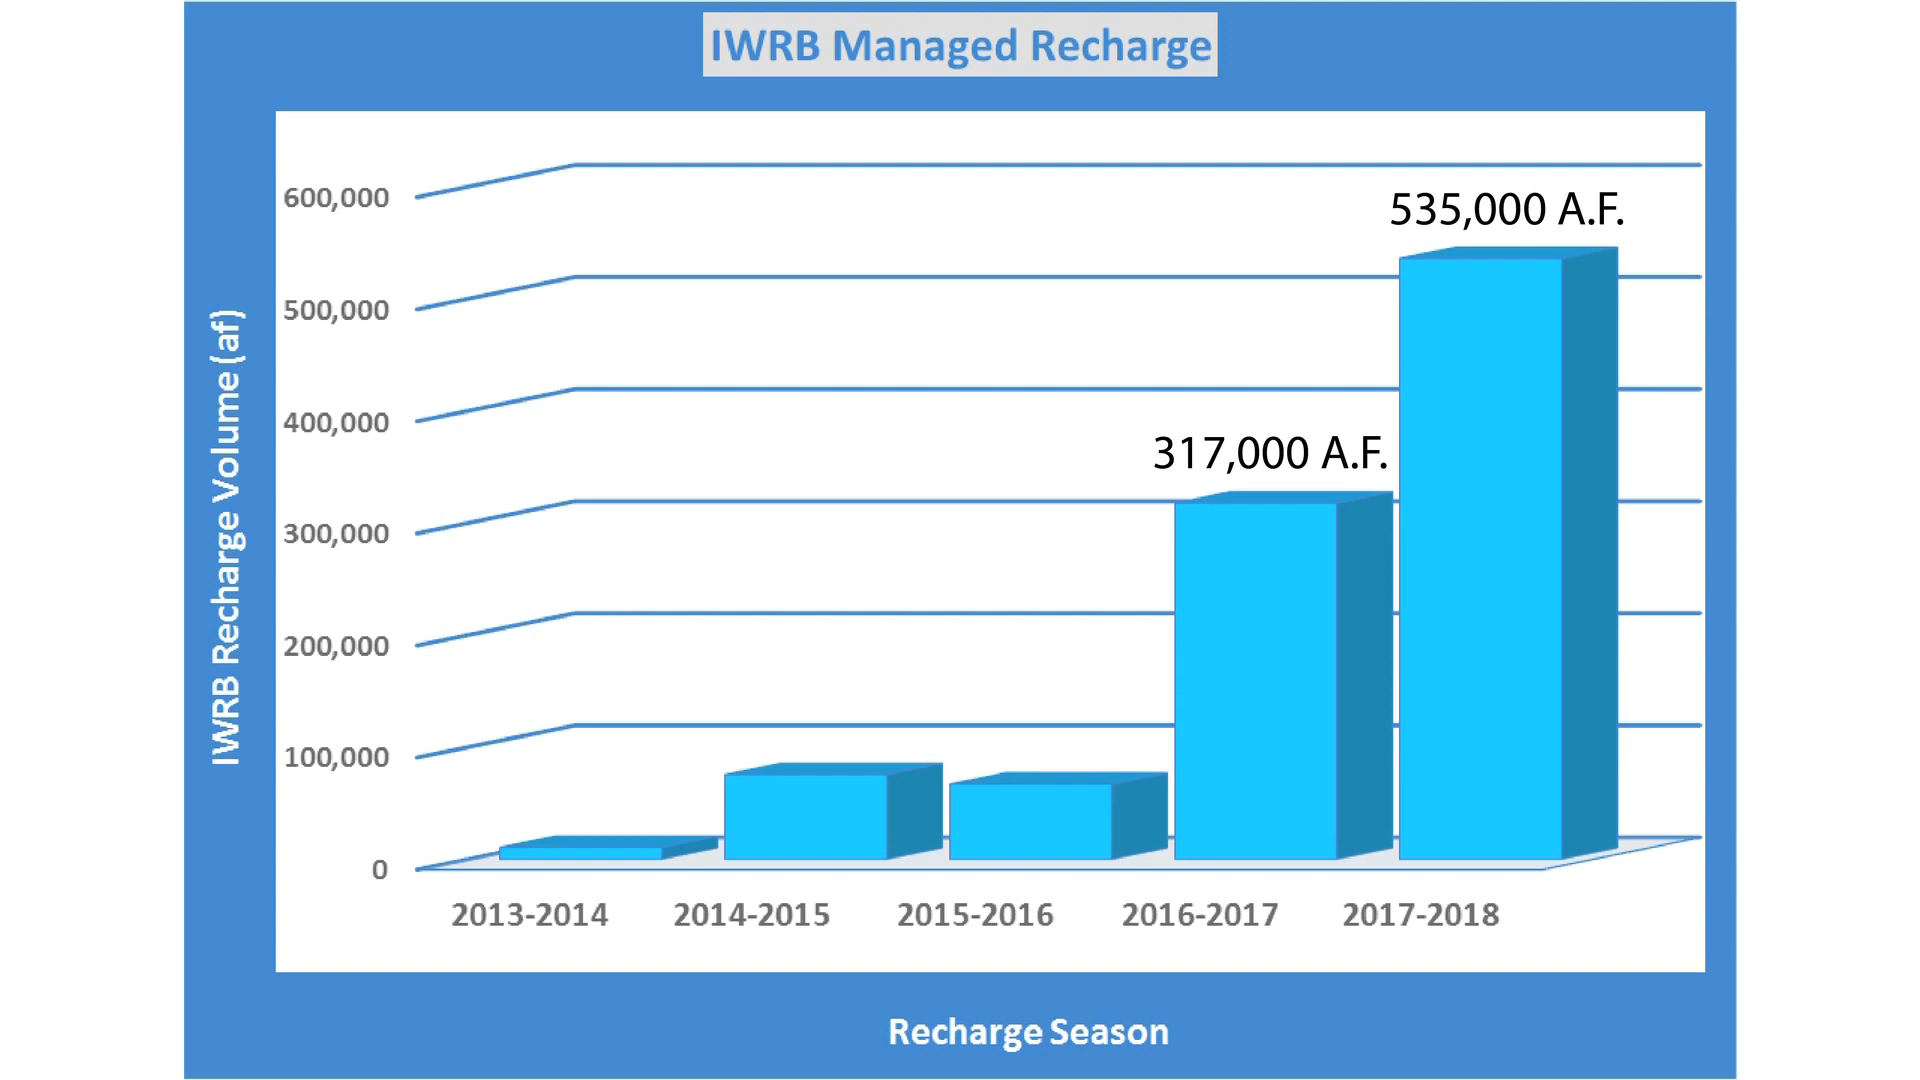 IWRB Managed Recharge
600,000
500,000
400,000
300,000
200,000
100,000
0
535,000 A.F.
317,000 A.F.
IWRB Recharge Volume (af)
2013-2014 2014-2015 2015-2016 2016-2017 2017-2018
Recharge Season